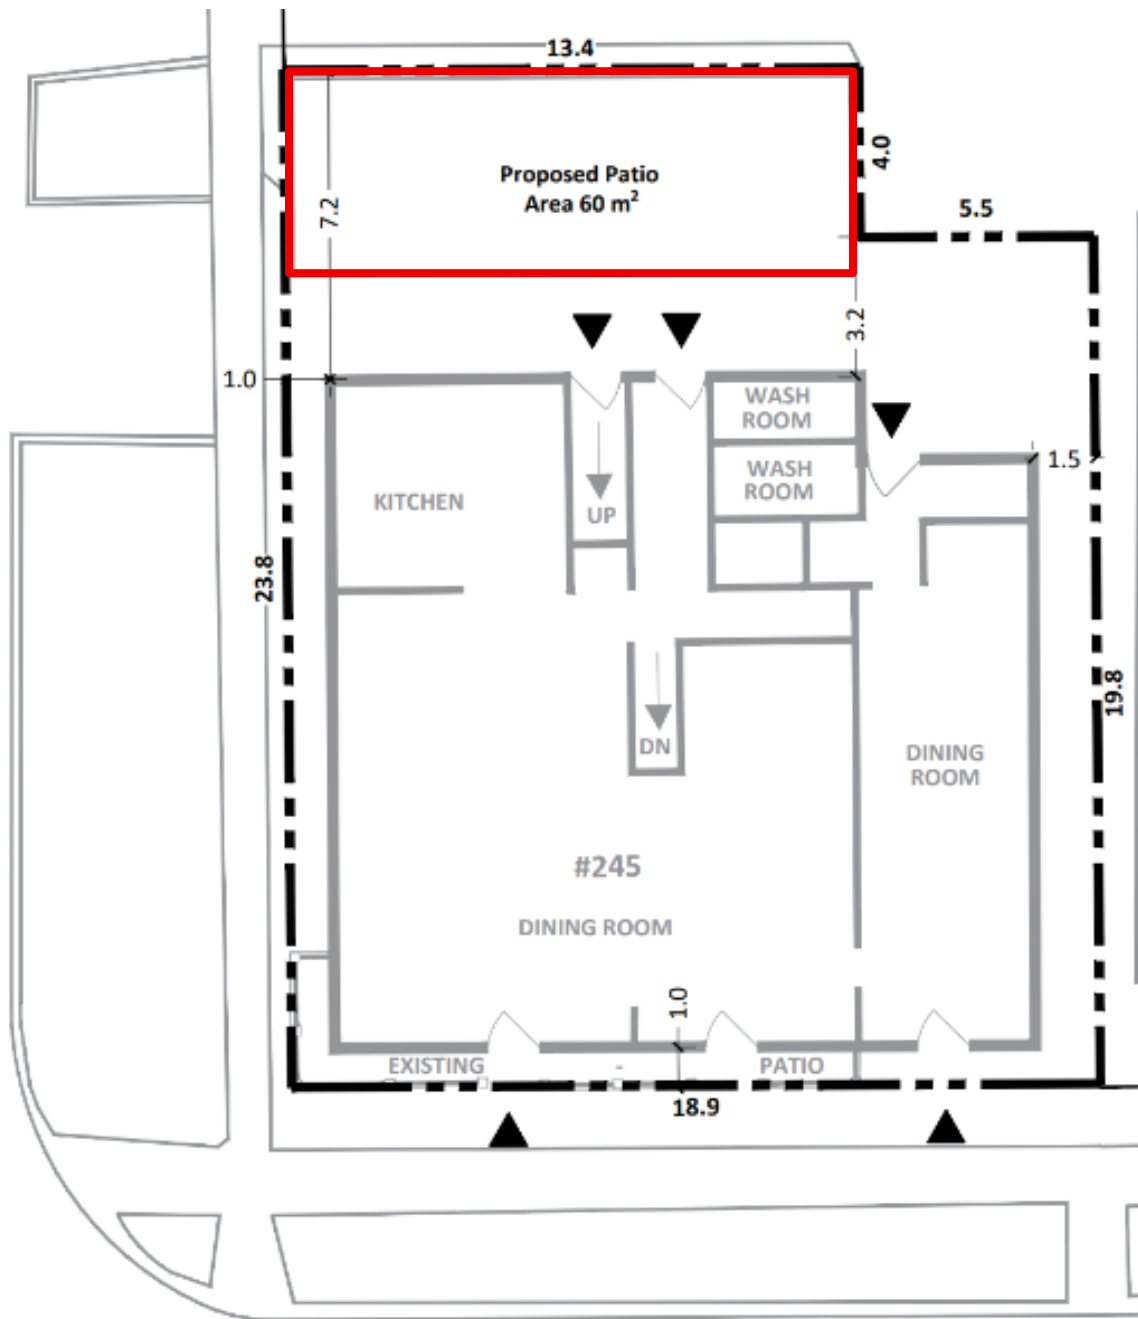 13.4
4.0
Proposed Patio
Area 60 m²
7.2
5.5
3.2
1.0
WASH
ROOM
1.5
WASH
ROOM
KITCHEN
UP
23.8
19.8
DN
DINING
ROOM
#245
DINING ROOM
1.0
EXISTING - PATIO
18.9